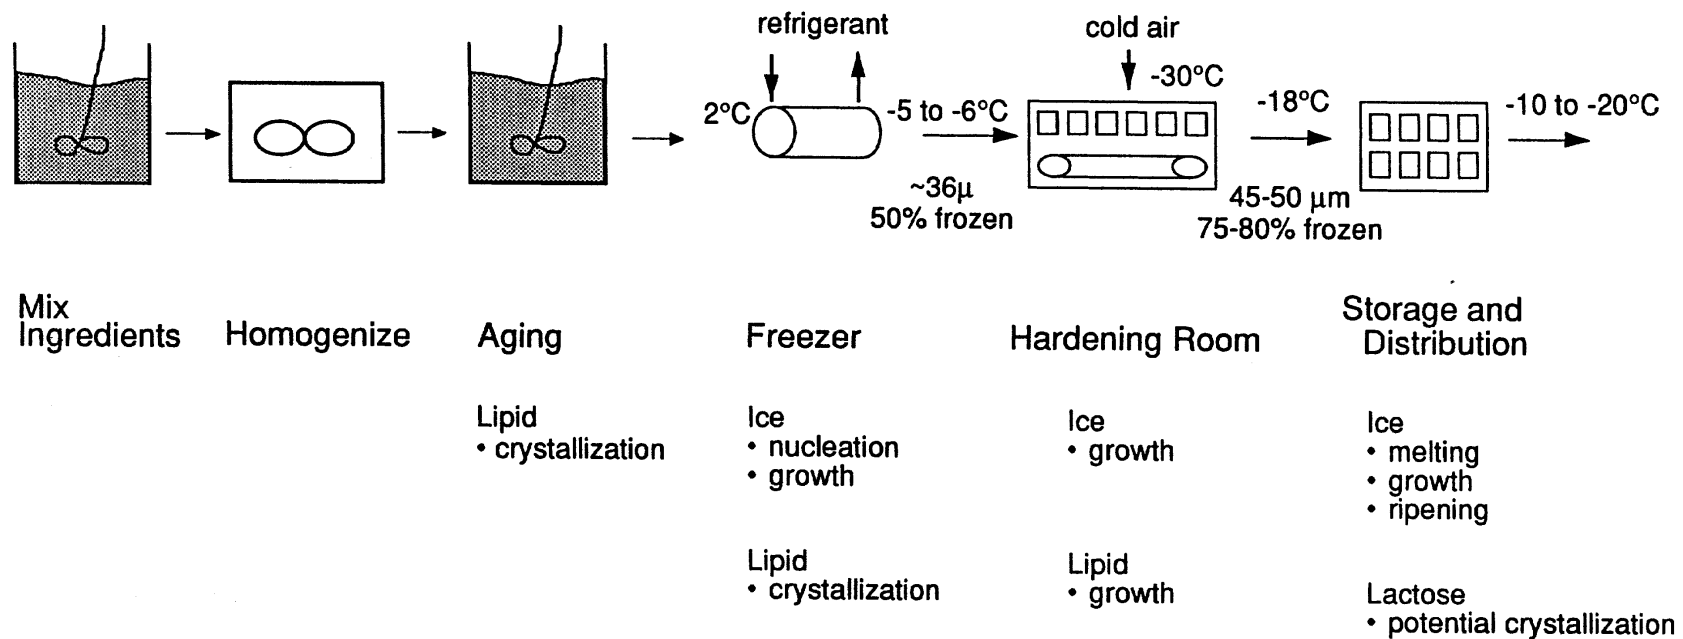 refrigerant
cold air
-30°C
2°C
-5 to -6°C
-18°C
-10 to -20°C
~36µ
50% frozen
45-50 µm
75-80% frozen
Mix
Ingredients
Homogenize
Aging
Freezer
Hardening Room
Storage and
Distribution
Lipid
• crystallization
Ice
• nucleation
• growth
Lipid
• crystallization
Ice
• growth
Lipid
• growth
Ice
• melting
• growth
• ripening
Lactose
• potential crystallization